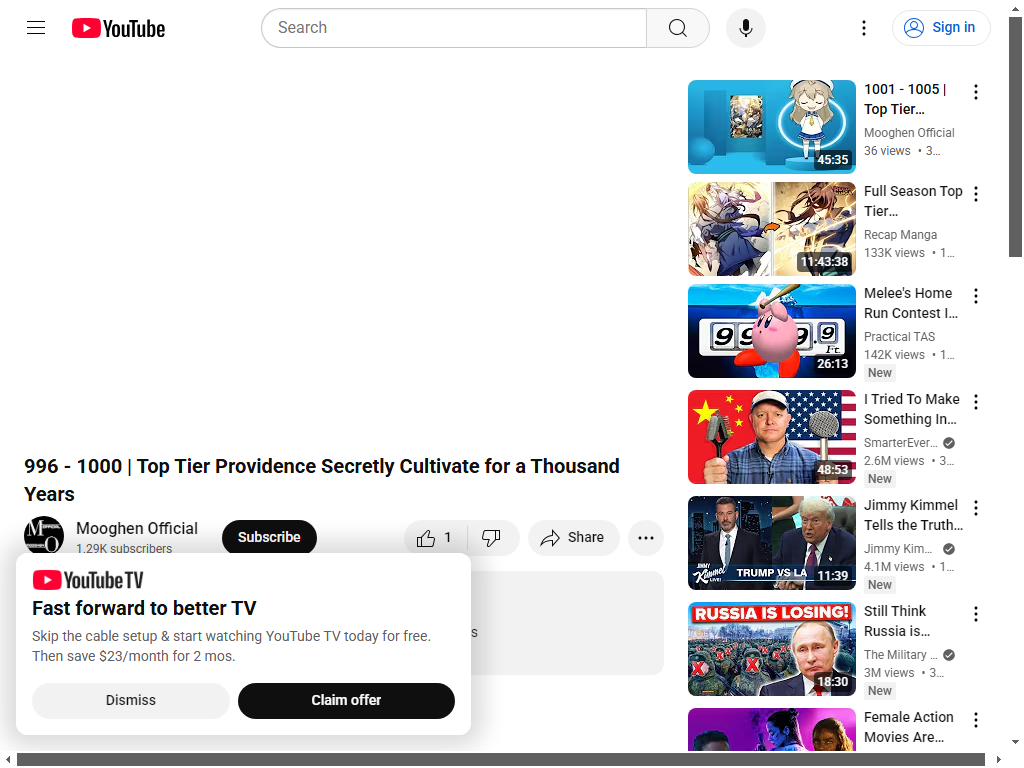 YouTube
Search
Sign in
1001 - 1005 |
Top Tier…
Mooghen Official
36 views • 3…
45:35
Full Season Top
Tier…
Recap Manga
133K views • 1…
11:43:38
Melee's Home
Run Contest I…
Practical TAS
142K views • 1…
New
26:13
I Tried To Make
Something In…
SmarterEver…
2.6M views • 3…
New
48:53
Jimmy Kimmel
Tells the Truth…
Jimmy Kim…
4.1M views • 1…
New
JIMMY
Kimmel
LIVE!
TRUMP VS LA
11:39
RUSSIA IS LOSING!
Still Think
Russia is…
The Military …
3M views • 3…
New
18:30
Female Action
Movies Are…
996 - 1000 | Top Tier Providence Secretly Cultivate for a Thousand
Years
Mooghen Official
1.29K subscribers
Subscribe
1
Share
YouTube TV
Fast forward to better TV
Skip the cable setup & start watching YouTube TV today for free.
Then save $23/month for 2 mos.
Dismiss
Claim offer